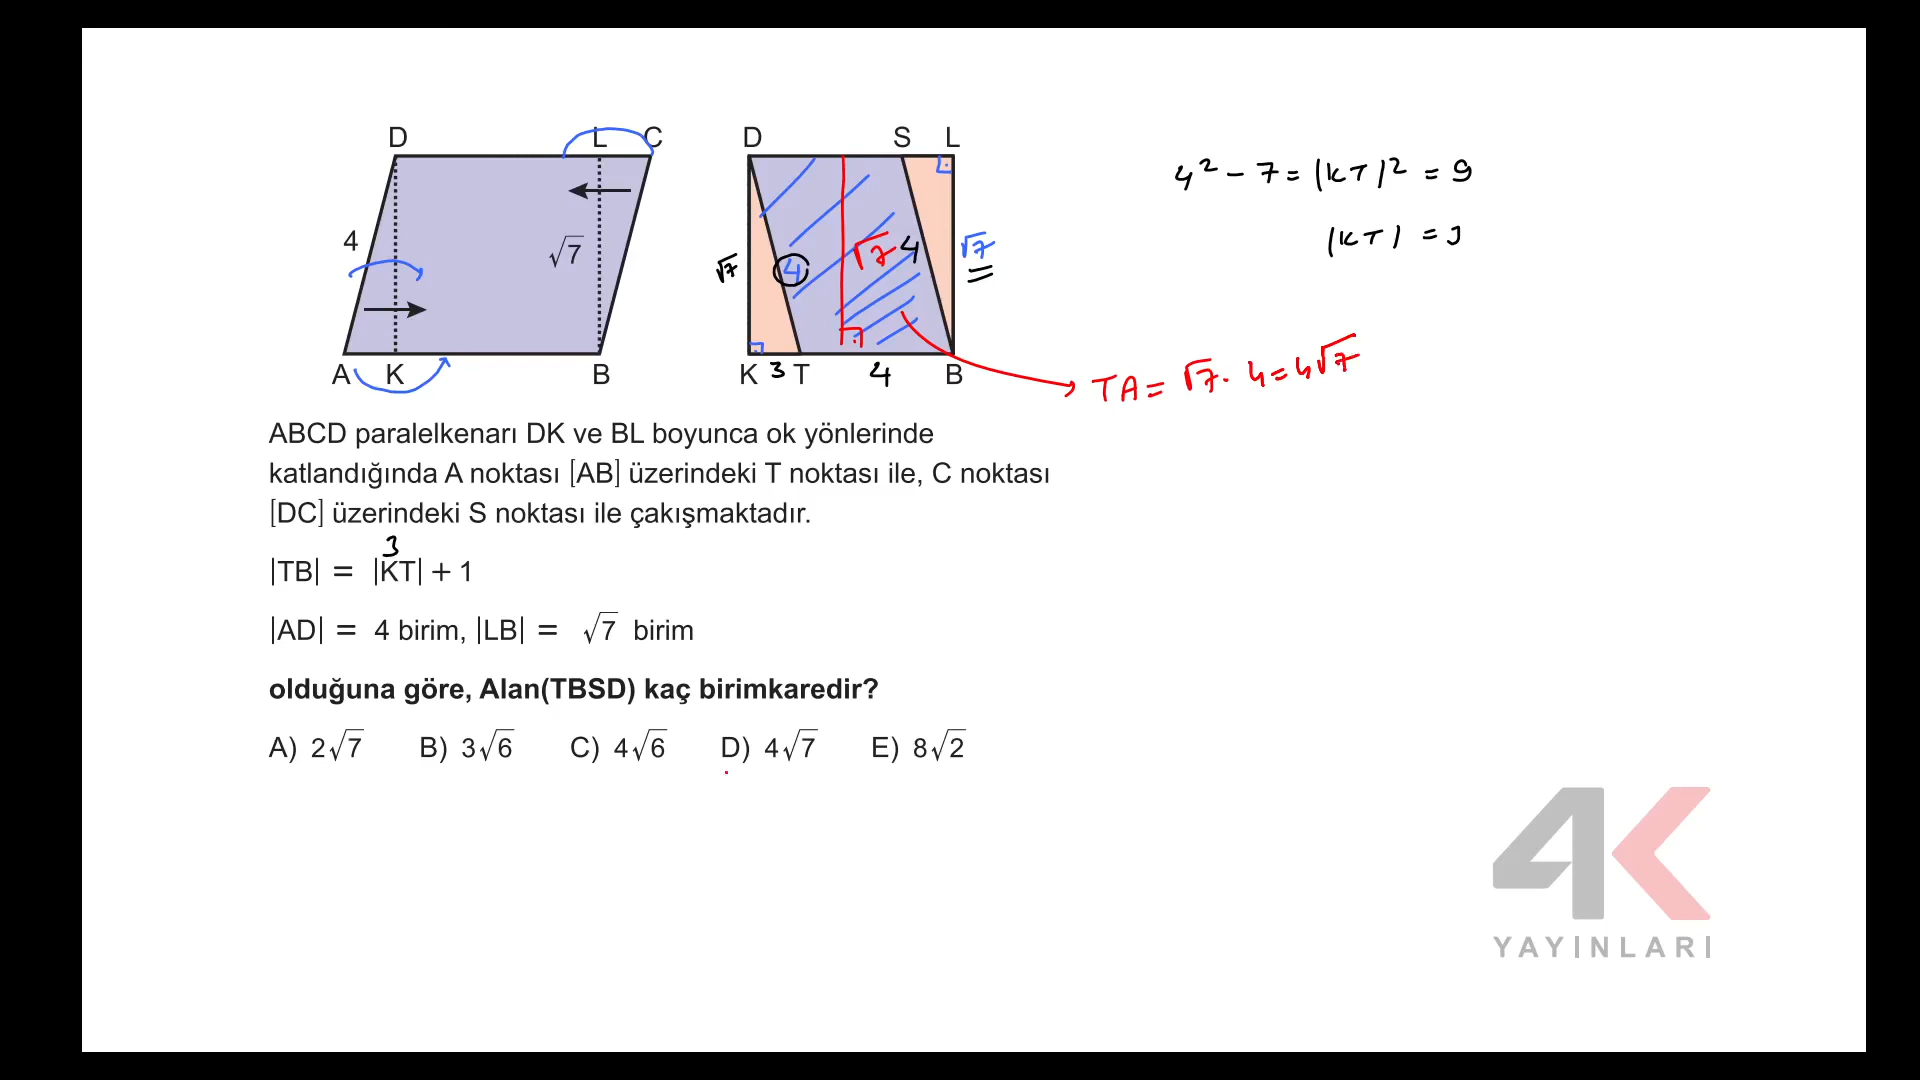 D L C D S L
4 √7 √7 4 √7 4 √7
A K B K 3 T 4 B
4² - 7 = |KT|² = 9
|KT| = 3
TA = √7 · 4 = 4√7
ABCD paralelkenarı DK ve BL boyunca ok yönlerinde
katlandığında A noktası [AB] üzerindeki T noktası ile, C noktası
[DC] üzerindeki S noktası ile çakışmaktadır.
3
|TB| = |KT| + 1
|AD| = 4 birim, |LB| = √7 birim
olduğuna göre, Alan(TBSD) kaç birimkaredir?
A) 2√7 B) 3√6 C) 4√6 D) 4√7 E) 8√2
4K
YAYINLARI